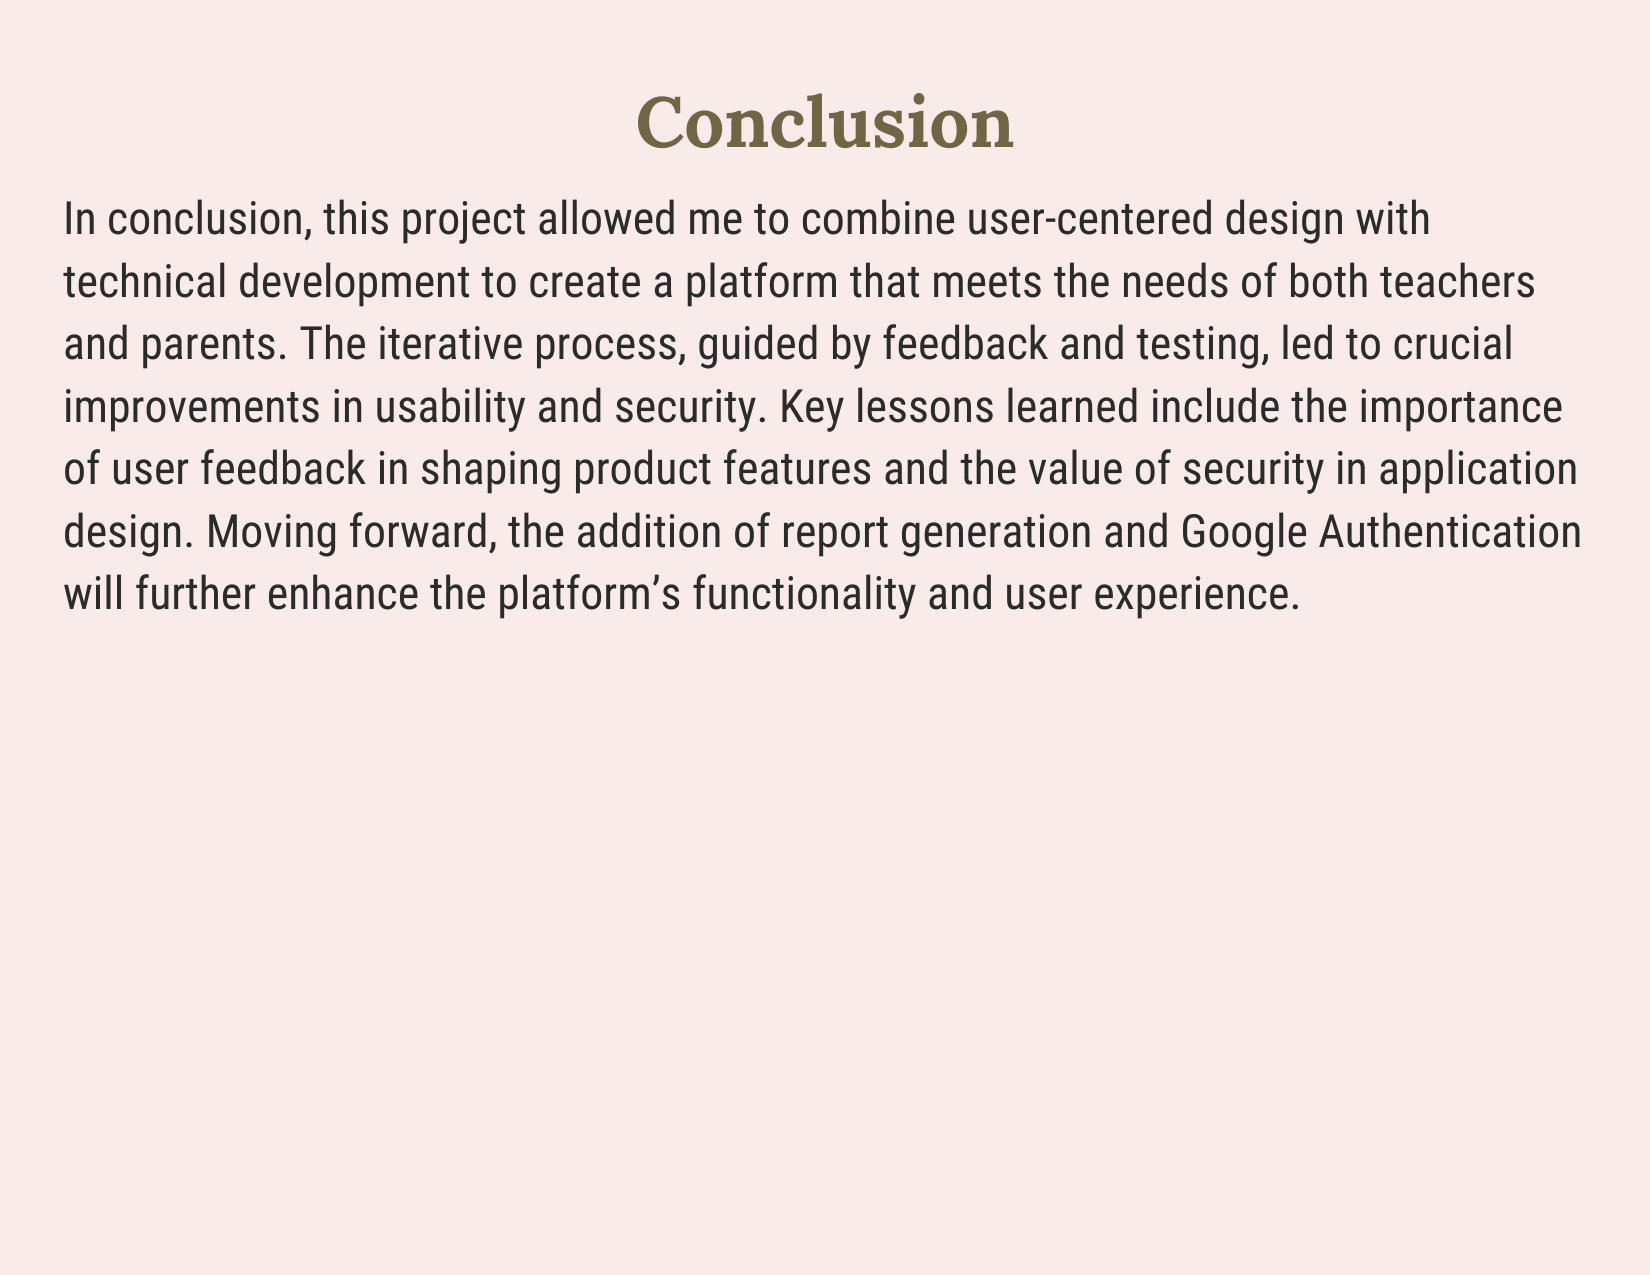 Conclusion
In conclusion, this project allowed me to combine user-centered design with
technical development to create a platform that meets the needs of both teachers
and parents. The iterative process, guided by feedback and testing, led to crucial
improvements in usability and security. Key lessons learned include the importance
of user feedback in shaping product features and the value of security in application
design. Moving forward, the addition of report generation and Google Authentication
will further enhance the platform’s functionality and user experience.